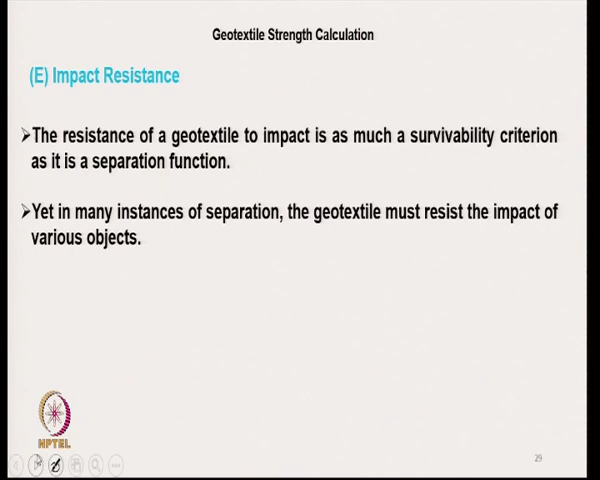 Geotextile Strength Calculation
(E) Impact Resistance
➢The resistance of a geotextile to impact is as much a survivability criterion
as it is a separation function.
➢Yet in many instances of separation, the geotextile must resist the impact of
various objects.
NPTEL
29